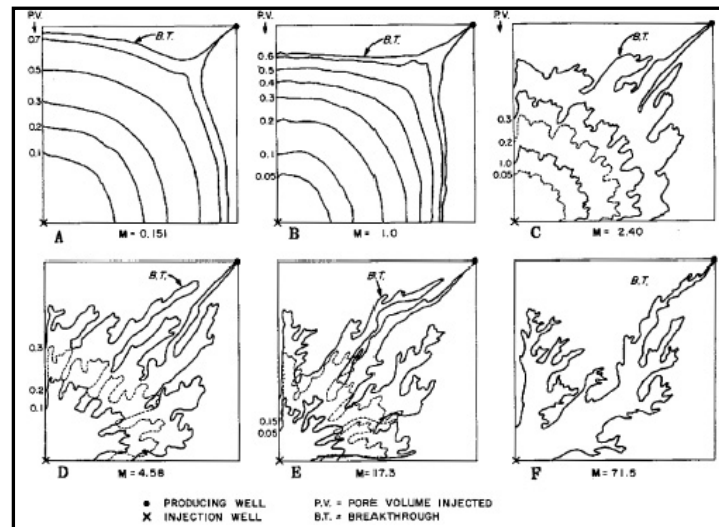 P.V.
0.7
0.5
0.3
0.2
0.1
B.T.
A
M = 0.151
P.V.
0.6
0.5
0.4
0.3
0.2
0.1
0.05
B.T.
B
M = 1.0
P.V.
0.3
0.2
1.0
0.05
B.T.
C
M = 2.40
0.3
0.2
0.1
B.T.
D
M = 4.58
0.15
0.05
B.T.
E
M = 17.3
B.T.
F
M = 71.5
● PRODUCING WELL
× INJECTION WELL
P.V. = PORE VOLUME INJECTED
B.T. = BREAKTHROUGH